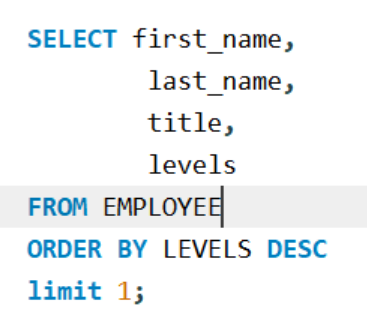 SELECT first_name,
last_name,
title,
levels
FROM EMPLOYEE
ORDER BY LEVELS DESC
limit 1;